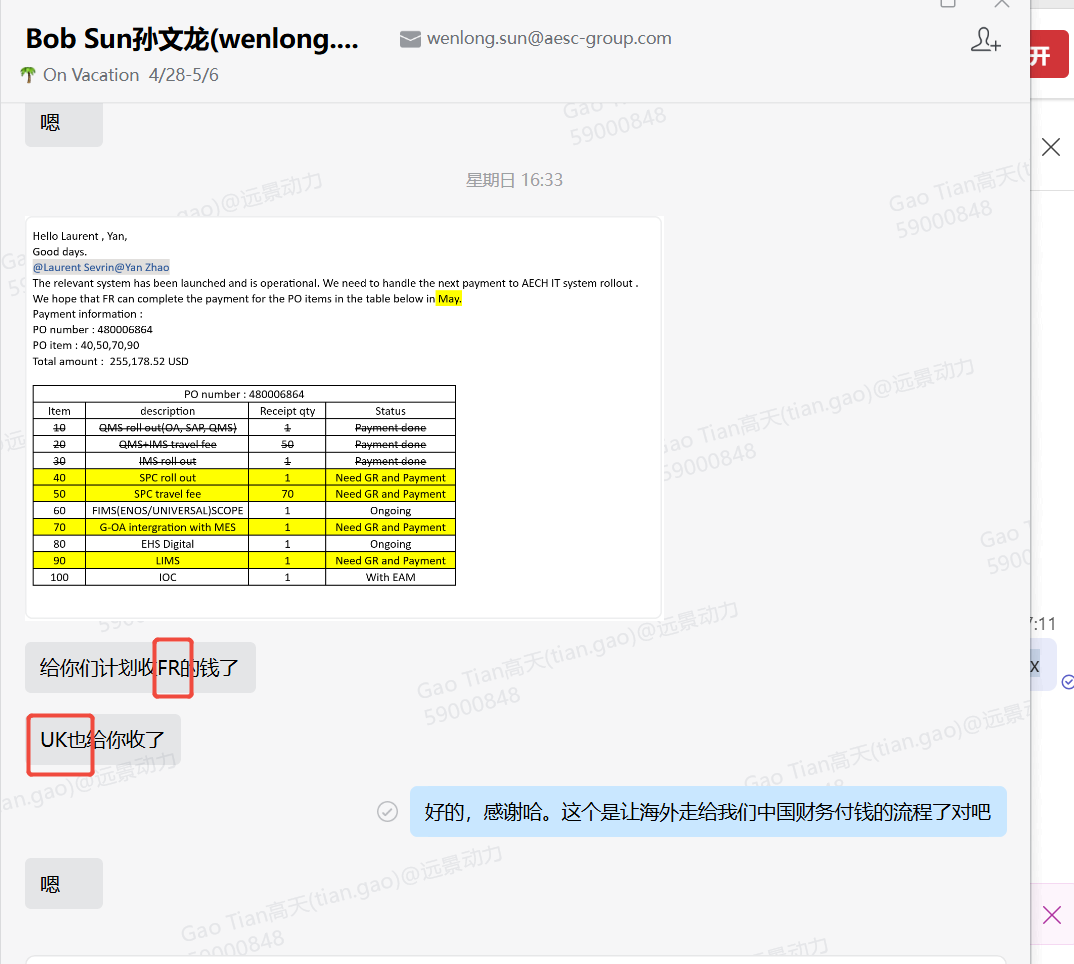 Bob Sun孙文龙(wenlong....
wenlong.sun@aesc-group.com
On Vacation 4/28-5/6
开
嗯
星期日 16:33
Hello Laurent , Yan,
Good days.
@Laurent Sevrin@Yan Zhao
The relevant system has been launched and is operational. We need to handle the next payment to AECH IT system rollout .
We hope that FR can complete the payment for the PO items in the table below in May.
Payment information :
PO number : 480006864
PO item : 40,50,70,90
Total amount : 255,178.52 USD
PO number : 480006864
Item description Receipt qty Status
10 QMS roll out(OA, SAP, QMS) 1 Payment done
20 QMS+IMS travel fee 50 Payment done
30 IMS roll out 1 Payment done
40 SPC roll out 1 Need GR and Payment
50 SPC travel fee 70 Need GR and Payment
60 FIMS(ENOS/UNIVERSAL)SCOPE 1 Ongoing
70 G-OA intergration with MES 1 Need GR and Payment
80 EHS Digital 1 Ongoing
90 LIMS 1 Need GR and Payment
100 IOC 1 With EAM
:11
x
给你们计划收FR的钱了
UK也给你收了
好的，感谢哈。这个是让海外走给我们中国财务付钱的流程了对吧
嗯
Gao Tian高天(tian.gao)@远景动力
59000848